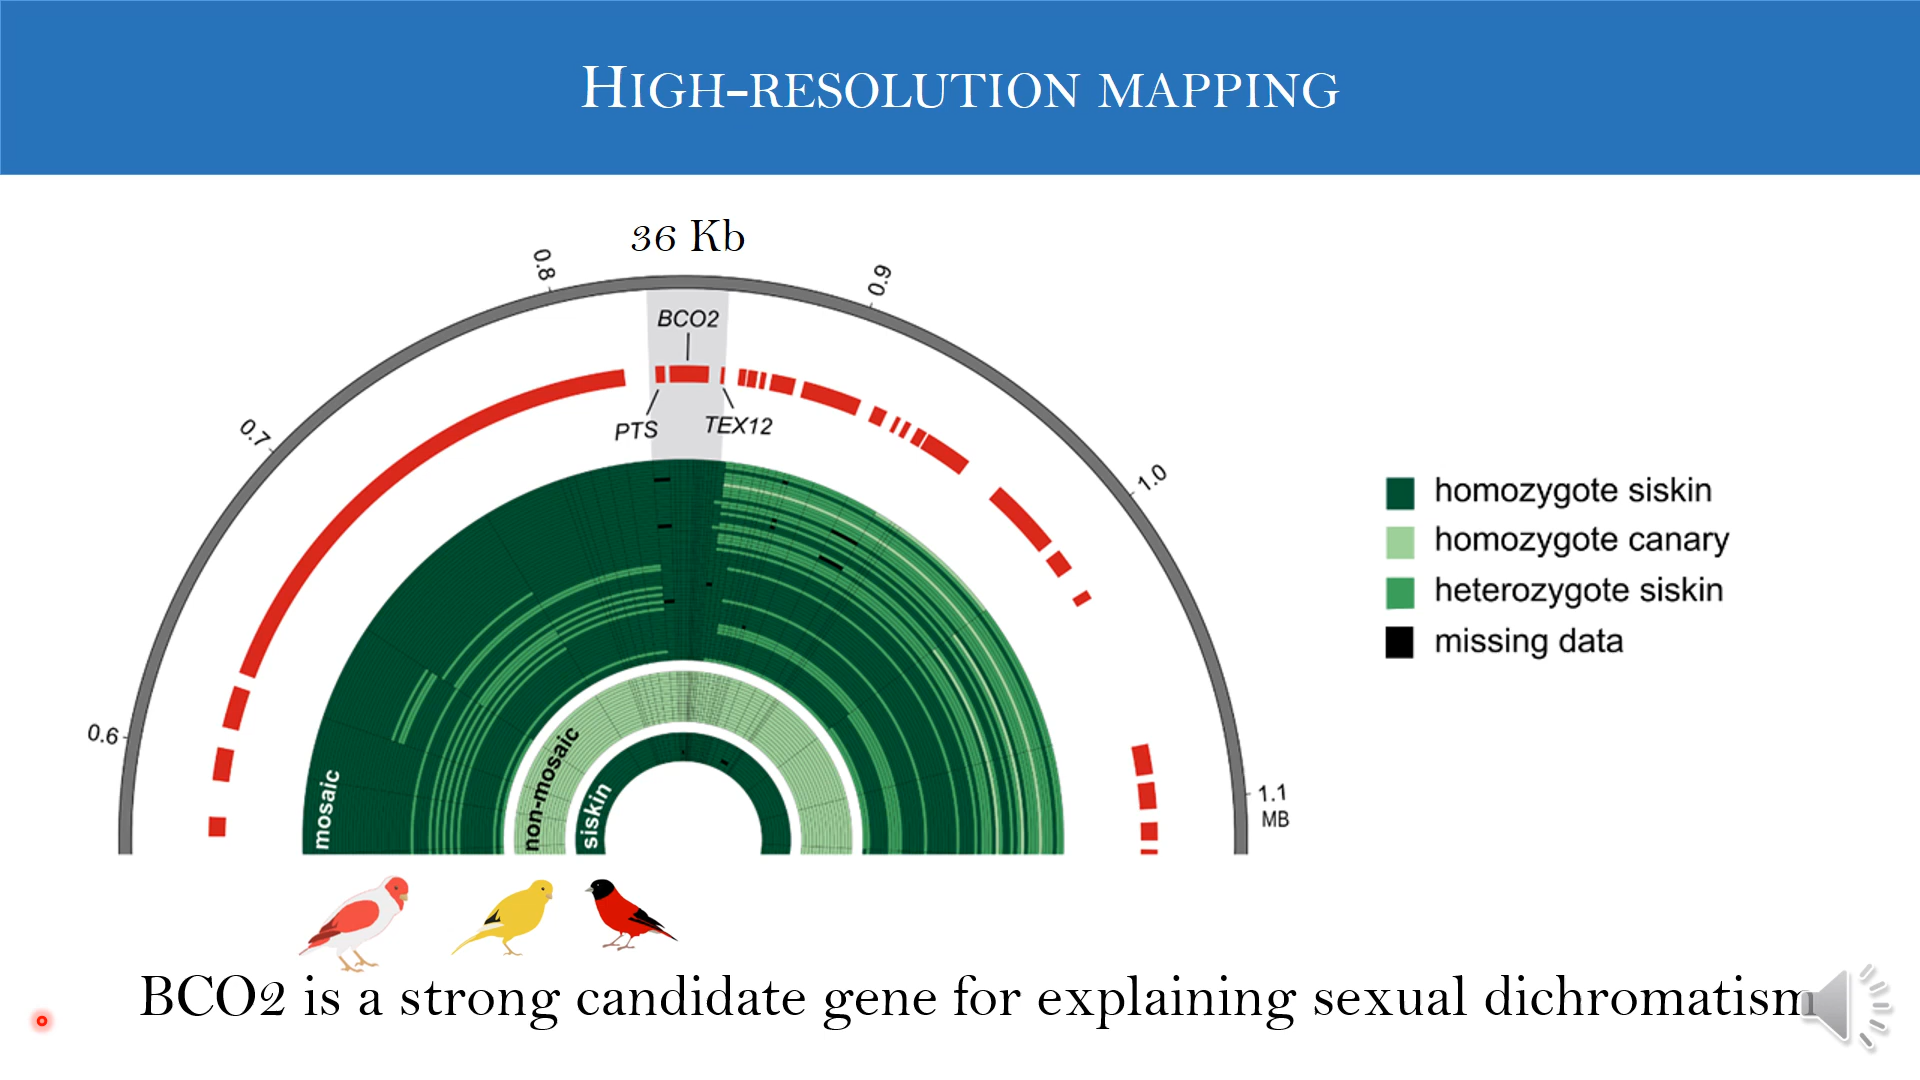 HIGH-RESOLUTION MAPPING
36 Kb
0.6
0.7
0.8
0.9
1.0
1.1
MB
BCO2
PTS
TEX12
mosaic
non-mosaic
siskin
homozygote siskin
homozygote canary
heterozygote siskin
missing data
BCO2 is a strong candidate gene for explaining sexual dichromatism